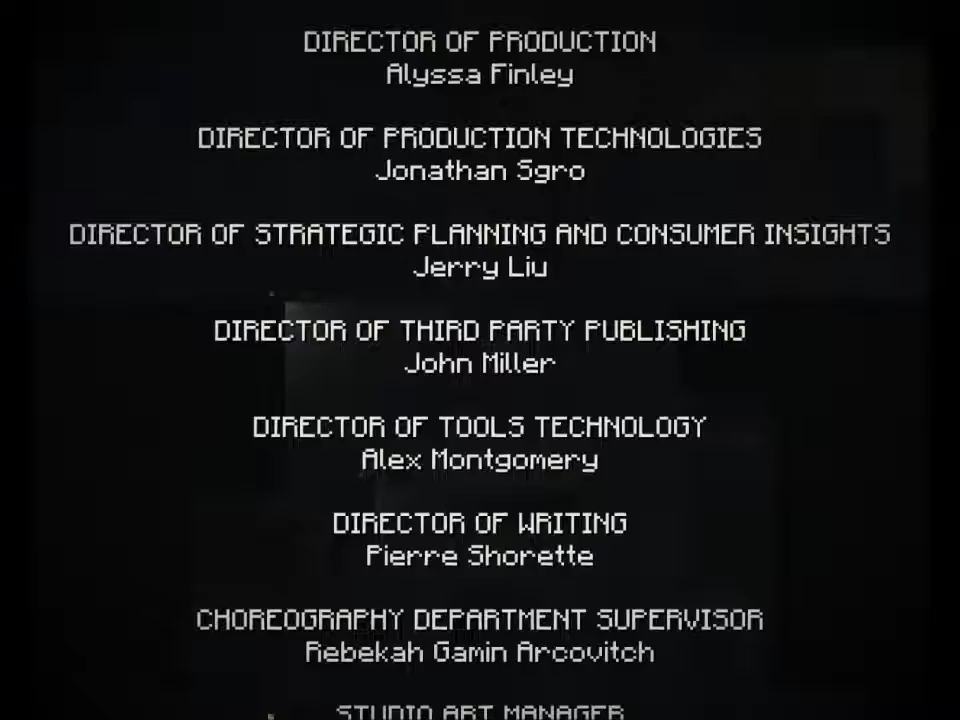 DIRECTOR OF PRODUCTION
Alyssa Finley
DIRECTOR OF PRODUCTION TECHNOLOGIES
Jonathan Sgro
DIRECTOR OF STRATEGIC PLANNING AND CONSUMER INSIGHTS
Jerry Liu
DIRECTOR OF THIRD PARTY PUBLISHING
John Miller
DIRECTOR OF TOOLS TECHNOLOGY
Alex Montgomery
DIRECTOR OF WRITING
Pierre Shorette
CHOREOGRAPHY DEPARTMENT SUPERVISOR
Rebekah Gamin Arcovitch
STUDIO ART MANAGER